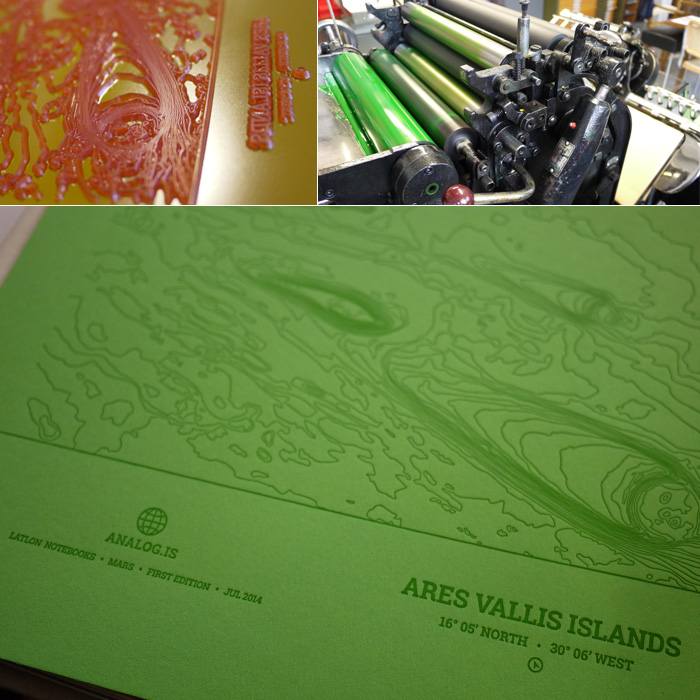 ANALOG.IS
LATLON NOTEBOOKS • MARS • FIRST EDITION • JUL 2014
ARES VALLIS ISLANDS
16° 05' NORTH • 30° 06' WEST